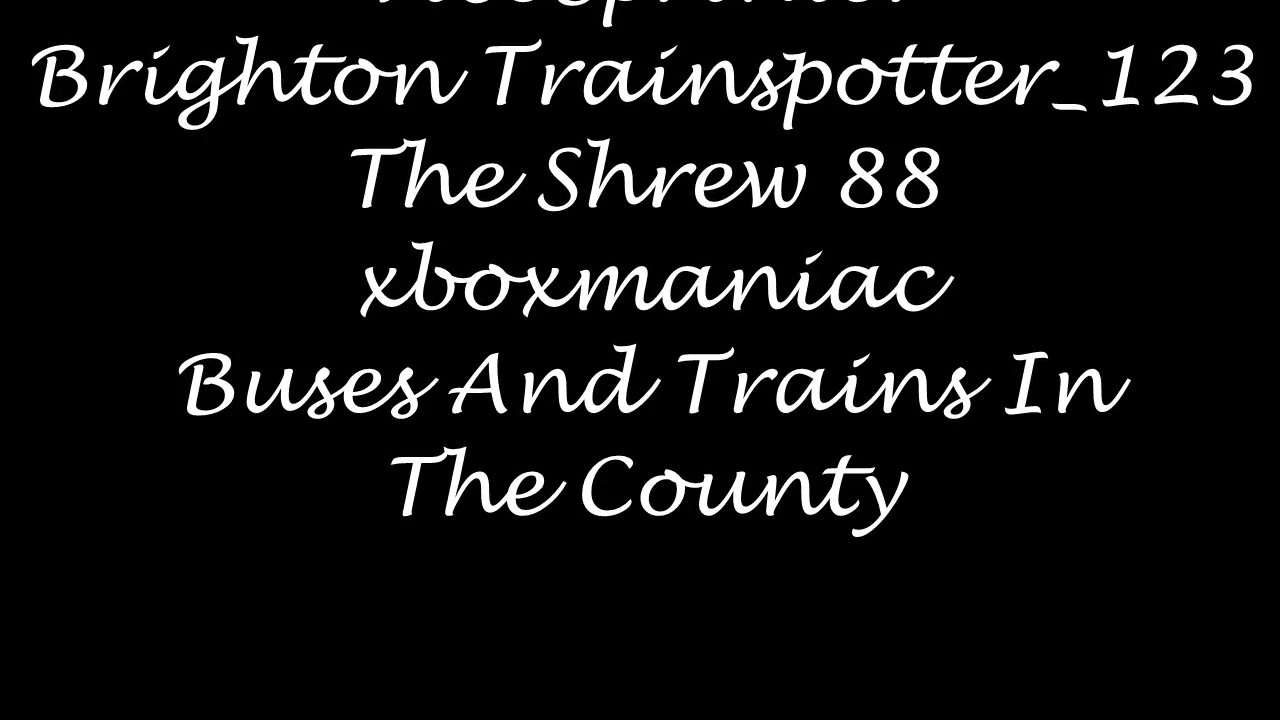 Brighton Trainspotter_123
The Shrew 88
xboxmaniac
Buses And Trains In
The County